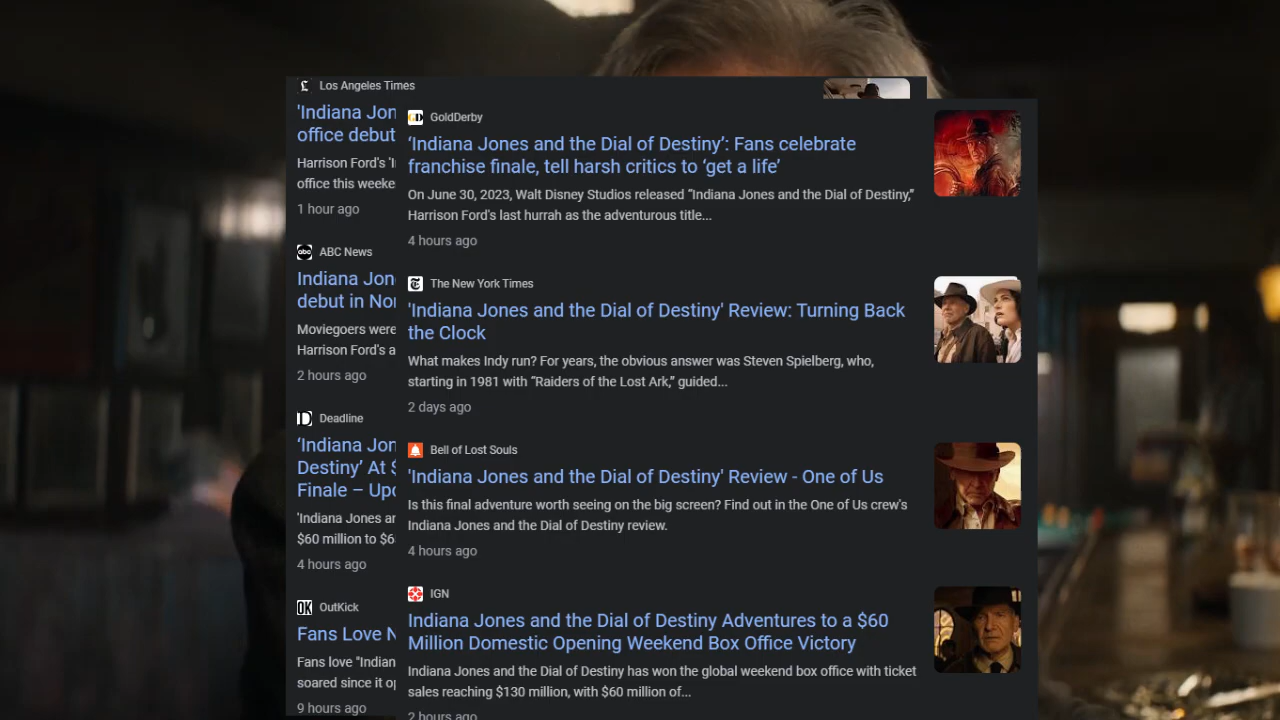 Los Angeles Times
'Indiana Jon
office debut
Harrison Ford's 'I
office this weeke
1 hour ago
abc ABC News
Indiana Jon
debut in Nor
Moviegoers were
Harrison Ford's a
2 hours ago
Deadline
‘Indiana Jon
Destiny’ At $
Finale – Upd
'Indiana Jones an
$60 million to $6
4 hours ago
OK OutKick
Fans Love N
Fans love "Indian
soared since it o
9 hours ago
GD GoldDerby
‘Indiana Jones and the Dial of Destiny’: Fans celebrate
franchise finale, tell harsh critics to ‘get a life’
On June 30, 2023, Walt Disney Studios released “Indiana Jones and the Dial of Destiny,”
Harrison Ford's last hurrah as the adventurous title...
4 hours ago
The New York Times
'Indiana Jones and the Dial of Destiny' Review: Turning Back
the Clock
What makes Indy run? For years, the obvious answer was Steven Spielberg, who,
starting in 1981 with “Raiders of the Lost Ark,” guided...
2 days ago
Bell of Lost Souls
'Indiana Jones and the Dial of Destiny' Review - One of Us
Is this final adventure worth seeing on the big screen? Find out in the One of Us crew's
Indiana Jones and the Dial of Destiny review.
4 hours ago
IGN
Indiana Jones and the Dial of Destiny Adventures to a $60
Million Domestic Opening Weekend Box Office Victory
Indiana Jones and the Dial of Destiny has won the global weekend box office with ticket
sales reaching $130 million, with $60 million of...
2 hours ago